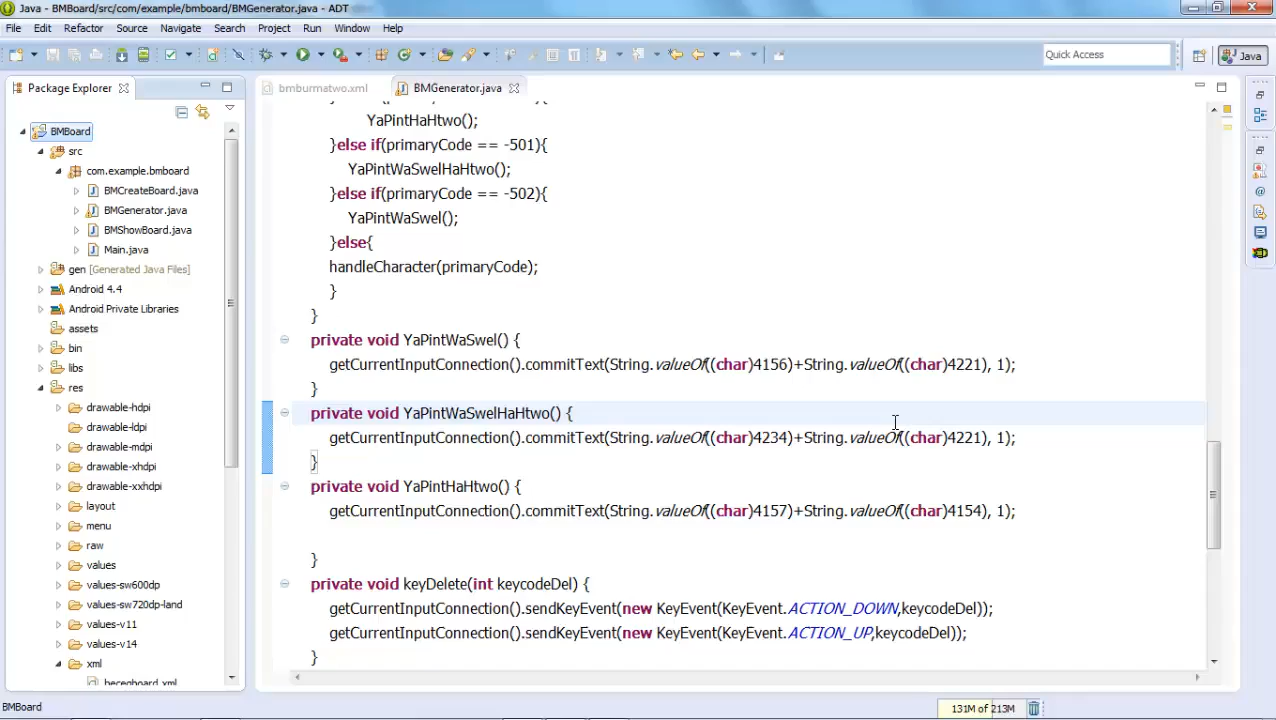 Java - BMBoard/src/com/example/bmboard/BMGenerator.java - ADT
File Edit Refactor Source Navigate Search Project Run Window Help
Quick Access
Java
Package Explorer
bmburmatwo.xml
BMGenerator.java
BMBoard
src
com.example.bmboard
BMCreateBoard.java
BMGenerator.java
BMShowBoard.java
Main.java
gen [Generated Java Files]
Android 4.4
Android Private Libraries
assets
bin
libs
res
drawable-hdpi
drawable-ldpi
drawable-mdpi
drawable-xhdpi
drawable-xxhdpi
layout
menu
raw
values
values-sw600dp
values-sw720dp-land
values-v11
values-v14
xml
YaPintHaHtwo();
}else if(primaryCode == -501){
YaPintWaSwelHaHtwo();
}else if(primaryCode == -502){
YaPintWaSwel();
}else{
handleCharacter(primaryCode);
}
}
private void YaPintWaSwel() {
getCurrentInputConnection().commitText(String.valueOf((char)4156)+String.valueOf((char)4221), 1);
}
private void YaPintWaSwelHaHtwo() {
getCurrentInputConnection().commitText(String.valueOf((char)4234)+String.valueOf((char)4221), 1);
}
private void YaPintHaHtwo() {
getCurrentInputConnection().commitText(String.valueOf((char)4157)+String.valueOf((char)4154), 1);
}
private void keyDelete(int keycodeDel) {
getCurrentInputConnection().sendKeyEvent(new KeyEvent(KeyEvent.ACTION_DOWN,keycodeDel));
getCurrentInputConnection().sendKeyEvent(new KeyEvent(KeyEvent.ACTION_UP,keycodeDel));
}
BMBoard
131M of 213M